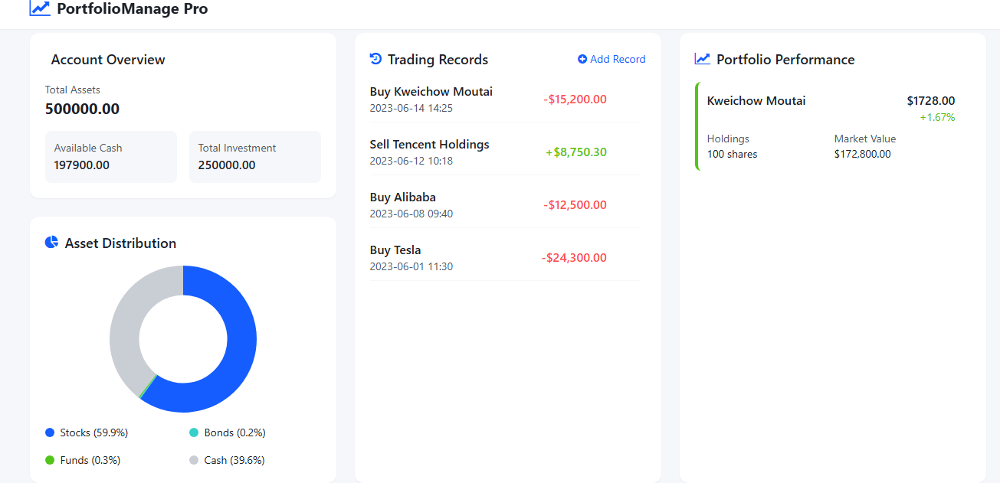 PortfolioManage Pro
Account Overview
Total Assets
500000.00
Available Cash
197900.00
Total Investment
250000.00
Asset Distribution
Stocks (59.9%)
Bonds (0.2%)
Funds (0.3%)
Cash (39.6%)
Trading Records
Add Record
Buy Kweichow Moutai
-$15,200.00
2023-06-14 14:25
Sell Tencent Holdings
+$8,750.30
2023-06-12 10:18
Buy Alibaba
-$12,500.00
2023-06-08 09:40
Buy Tesla
-$24,300.00
2023-06-01 11:30
Portfolio Performance
Kweichow Moutai
$1728.00
+1.67%
Holdings
100 shares
Market Value
$172,800.00